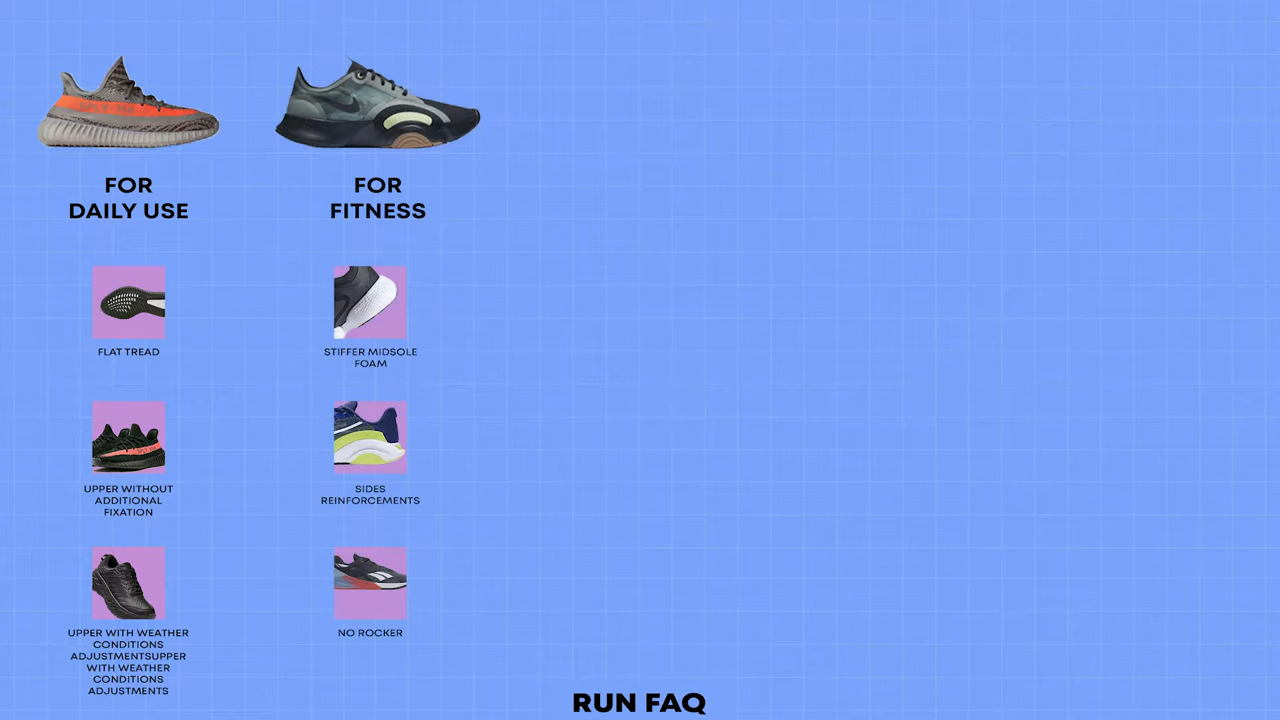 FOR
DAILY USE
FLAT TREAD
UPPER WITHOUT
ADDITIONAL
FIXATION
UPPER WITH WEATHER
CONDITIONS
ADJUSTMENTSUPPER
WITH WEATHER
CONDITIONS
ADJUSTMENTS
FOR
FITNESS
STIFFER MIDSOLE
FOAM
SIDES
REINFORCEMENTS
NO ROCKER
RUN FAQ